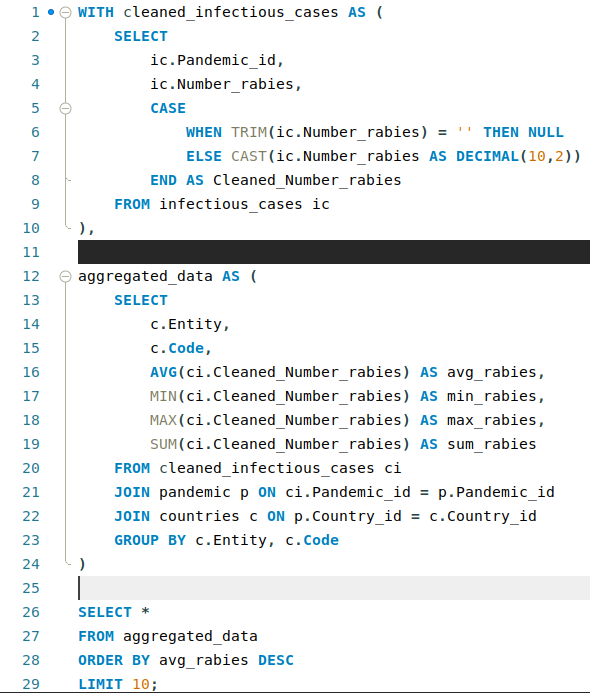 1 WITH cleaned_infectious_cases AS (
2     SELECT
3         ic.Pandemic_id,
4         ic.Number_rabies,
5         CASE
6             WHEN TRIM(ic.Number_rabies) = '' THEN NULL
7             ELSE CAST(ic.Number_rabies AS DECIMAL(10,2))
8         END AS Cleaned_Number_rabies
9     FROM infectious_cases ic
10 ),
11
12 aggregated_data AS (
13     SELECT
14         c.Entity,
15         c.Code,
16         AVG(ci.Cleaned_Number_rabies) AS avg_rabies,
17         MIN(ci.Cleaned_Number_rabies) AS min_rabies,
18         MAX(ci.Cleaned_Number_rabies) AS max_rabies,
19         SUM(ci.Cleaned_Number_rabies) AS sum_rabies
20     FROM cleaned_infectious_cases ci
21     JOIN pandemic p ON ci.Pandemic_id = p.Pandemic_id
22     JOIN countries c ON p.Country_id = c.Country_id
23     GROUP BY c.Entity, c.Code
24 )
25
26 SELECT *
27 FROM aggregated_data
28 ORDER BY avg_rabies DESC
29 LIMIT 10;